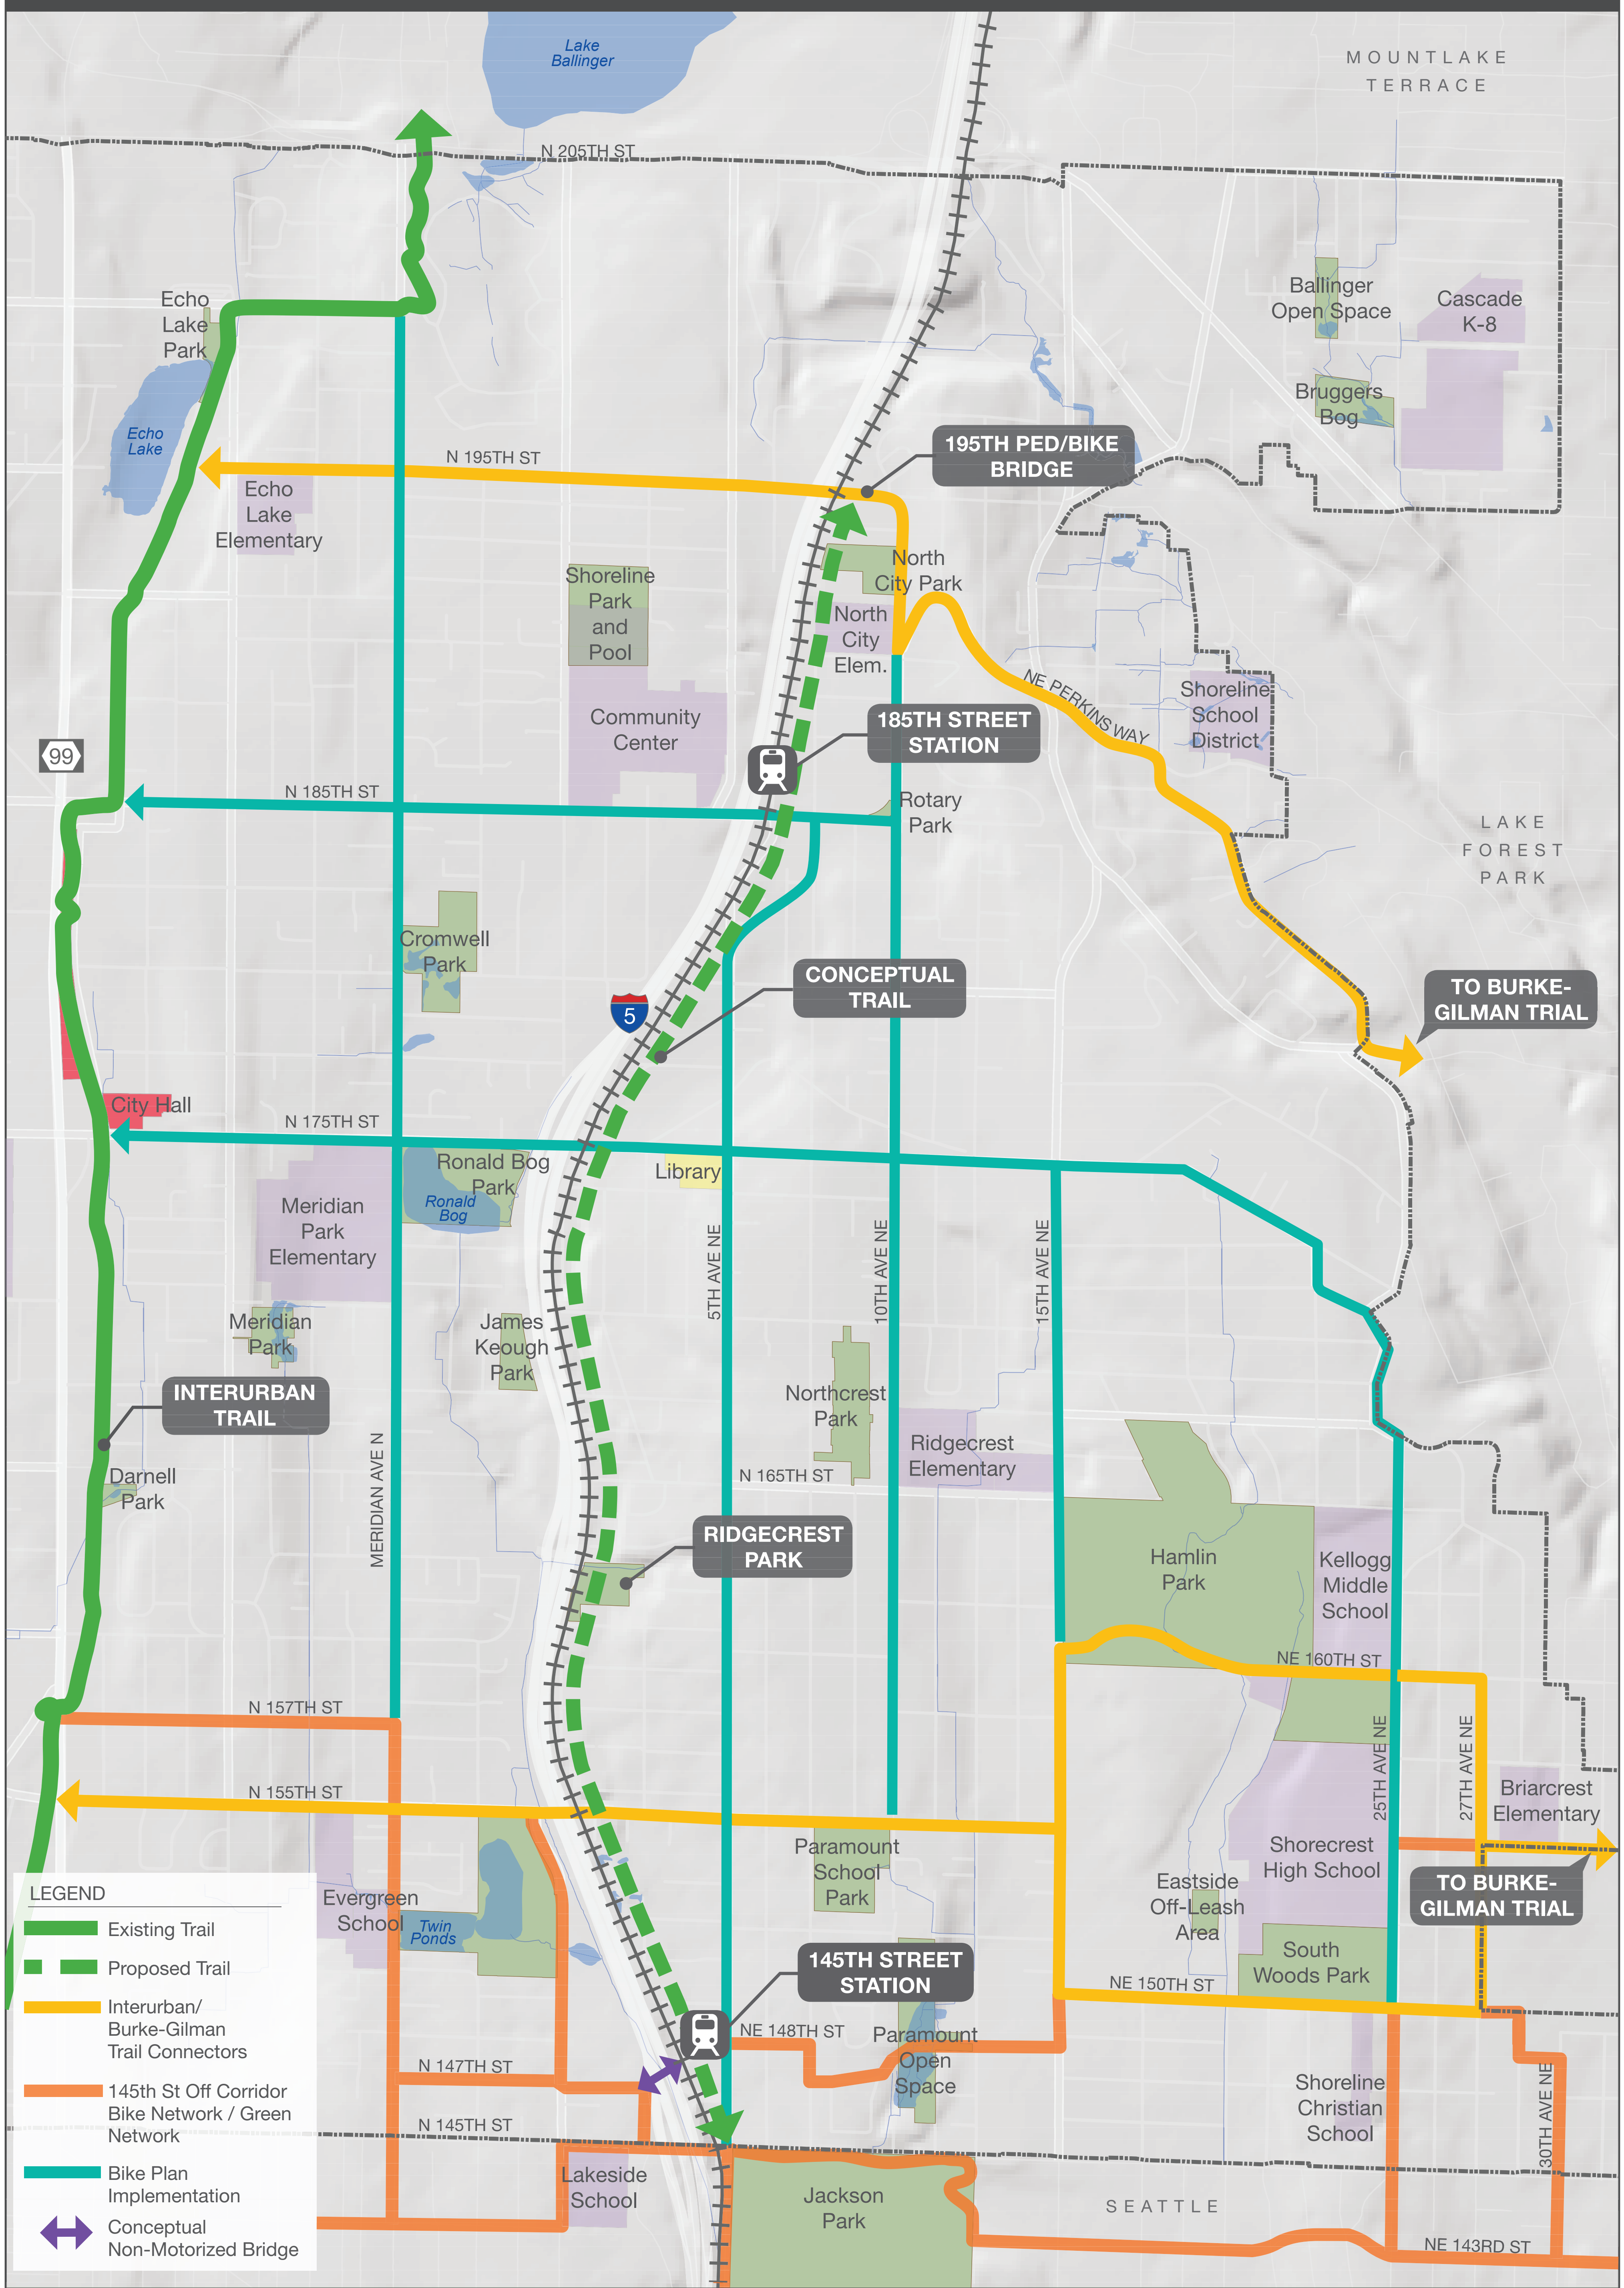 Lake
Ballinger
MOUNTLAKE
TERRACE
N 205TH ST
Echo
Lake
Park
Ballinger
Open Space
Cascade
K-8
Bruggers
Bog
Echo
Lake
N 195TH ST
195TH PED/BIKE
BRIDGE
Echo
Lake
Elementary
North
City Park
Shoreline
Park
and
Pool
North
City
Elem.
NE PERKINS WAY
Shoreline
School
District
Community
Center
185TH STREET
STATION
99
N 185TH ST
Rotary
Park
LAKE
FOREST
PARK
Cromwell
Park
CONCEPTUAL
TRAIL
5
TO BURKE-
GILMAN TRIAL
City Hall
N 175TH ST
Ronald Bog
Park
Ronald
Bog
Library
Meridian
Park
Elementary
5TH AVE NE
10TH AVE NE
15TH AVE NE
Meridian
Park
James
Keough
Park
INTERURBAN
TRAIL
Northcrest
Park
Ridgecrest
Elementary
MERIDIAN AVE N
N 165TH ST
Darnell
Park
RIDGECREST
PARK
Hamlin
Park
Kellogg
Middle
School
NE 160TH ST
N 157TH ST
25TH AVE NE
27TH AVE NE
N 155TH ST
Briarcrest
Elementary
Paramount
School
Park
Shorecrest
High School
Eastside
Off-Leash
Area
TO BURKE-
GILMAN TRIAL
Evergreen
School
Twin
Ponds
145TH STREET
STATION
South
Woods Park
NE 150TH ST
NE 148TH ST
Paramount
Open
Space
N 147TH ST
Shoreline
Christian
School
30TH AVE NE
N 145TH ST
Lakeside
School
Jackson
Park
SEATTLE
NE 143RD ST
LEGEND
Existing Trail
Proposed Trail
Interurban/
Burke-Gilman
Trail Connectors
145th St Off Corridor
Bike Network / Green
Network
Bike Plan
Implementation
Conceptual
Non-Motorized Bridge